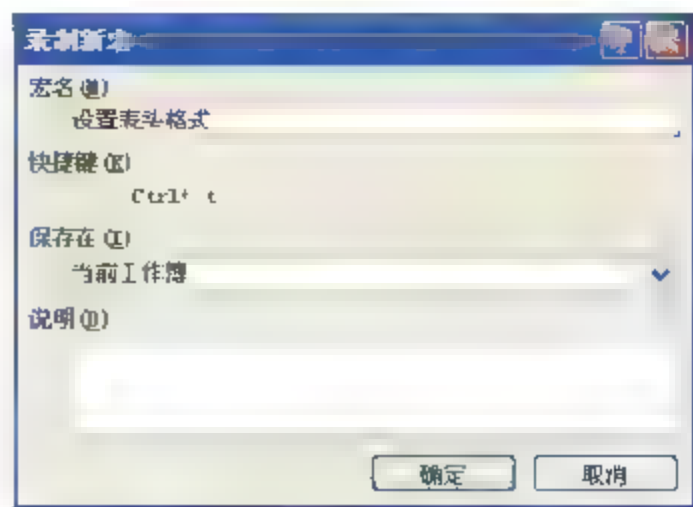 录制新宏
宏名(M)
设置表头格式
快捷键(K)
Ctrl+ t
保存在(I)
当前工作簿
说明(D)
确定 取消